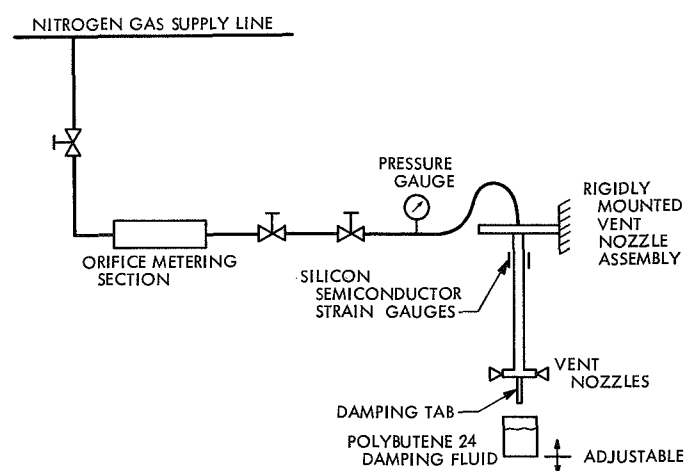 NITROGEN GAS SUPPLY LINE
PRESSURE
GAUGE
RIGIDLY
MOUNTED
VENT
NOZZLE
ASSEMBLY
ORIFICE METERING
SECTION
SILICON
SEMICONDUCTOR
STRAIN GAUGES
VENT
NOZZLES
DAMPING TAB
POLYBUTENE 24
DAMPING FLUID
ADJUSTABLE